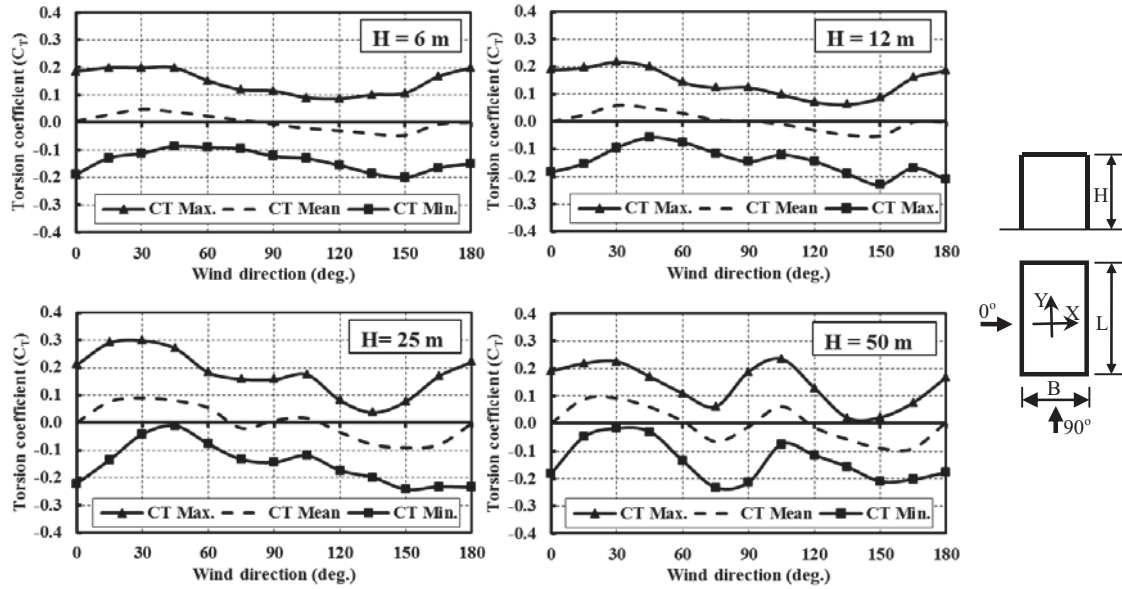 Torsion coefficient (CT)
0.4
0.3
0.2
0.1
0.0
-0.1
-0.2
-0.3
-0.4
H = 6 m
CT Max. CT Mean CT Min.
0 30 60 90 120 150 180
Wind direction (deg.)
Torsion coefficient (CT)
0.4
0.3
0.2
0.1
0.0
-0.1
-0.2
-0.3
-0.4
H = 12 m
CT Max. CT Mean CT Min.
0 30 60 90 120 150 180
Wind direction (deg.)
Torsion coefficient (CT)
0.4
0.3
0.2
0.1
0.0
-0.1
-0.2
-0.3
-0.4
H= 25 m
CT Max. CT Mean CT Min.
0 30 60 90 120 150 180
Wind direction (deg.)
Torsion coefficient (CT)
0.4
0.3
0.2
0.1
0.0
-0.1
-0.2
-0.3
-0.4
H = 50 m
CT Max. CT Mean CT Min.
0 30 60 90 120 150 180
Wind direction (deg.)
H
0º
Y
X
L
B
90º